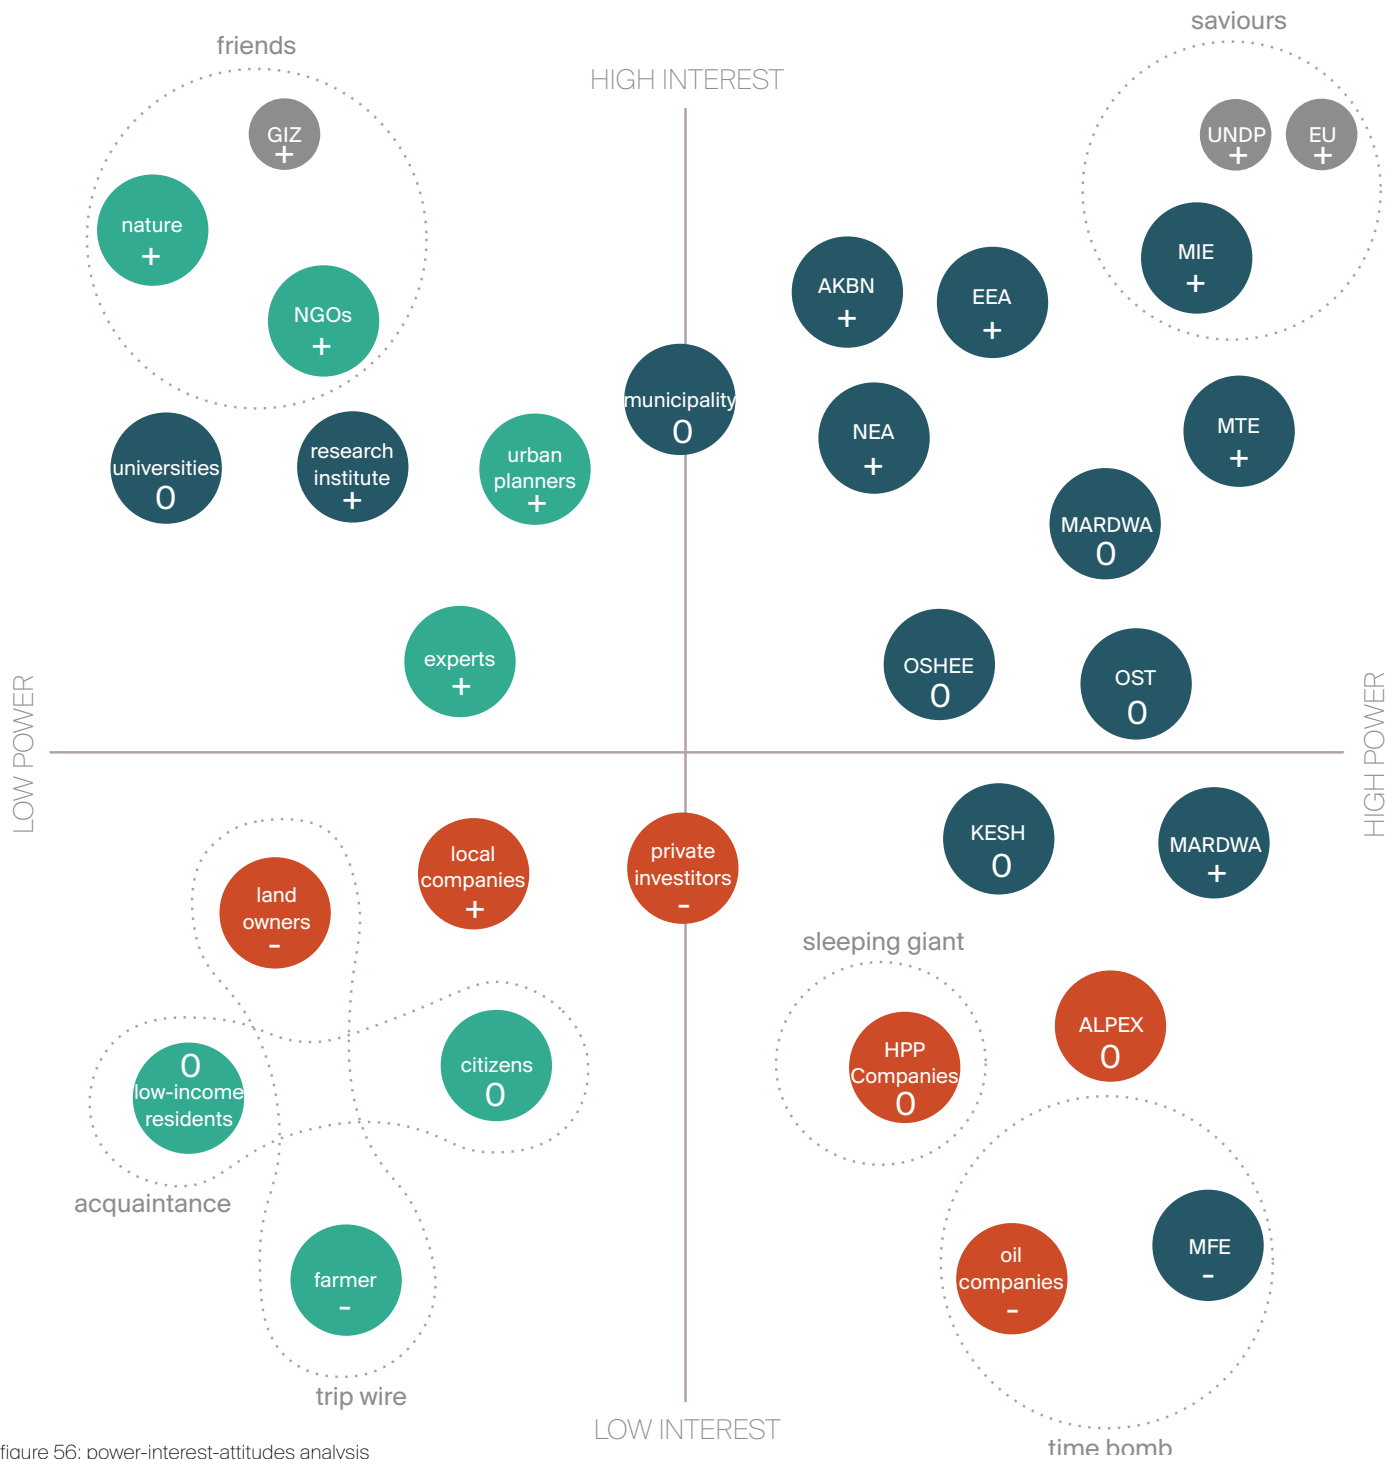 saviours
friends
HIGH INTEREST
GIZ
+
UNDP
+
EU
+
nature
+
MIE
+
AKBN
+
EEA
+
NGOs
+
municipality
0
NEA
+
MTE
+
universities
0
research
institute
+
urban
planners
+
MARDWA
0
experts
+
OSHEE
0
OST
0
LOW POWER
HIGH POWER
KESH
0
MARDWA
+
local
companies
+
private
investitors
-
land
owners
-
sleeping giant
ALPEX
0
HPP
Companies
0
citizens
0
0
low-income
residents
acquaintance
farmer
-
oil
companies
-
MFE
-
trip wire
LOW INTEREST
time bomb
figure 56: power-interest-attitudes analysis